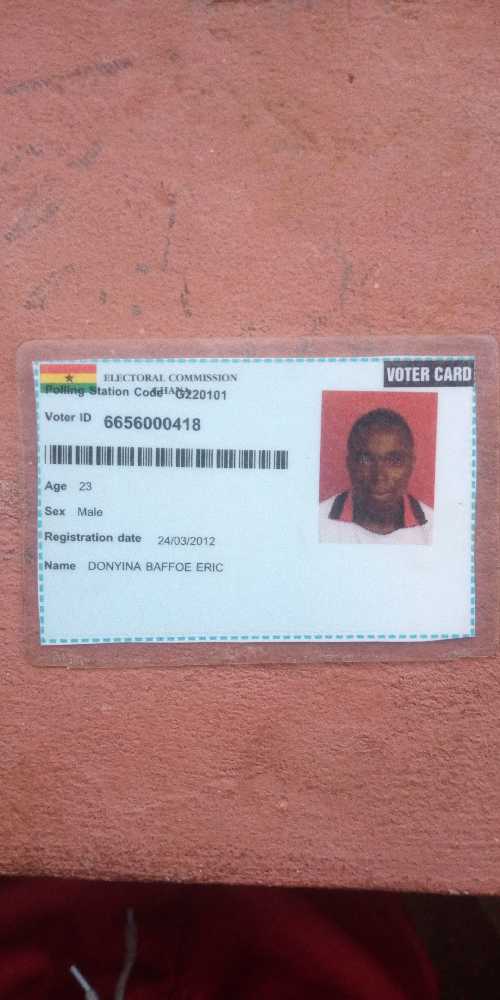 ELECTORAL COMMISSION
GHANA
VOTER CARD
Polling Station Code G220101
Voter ID 6656000418
Age 23
Sex Male
Registration date 24/03/2012
Name DONYINA BAFFOE ERIC